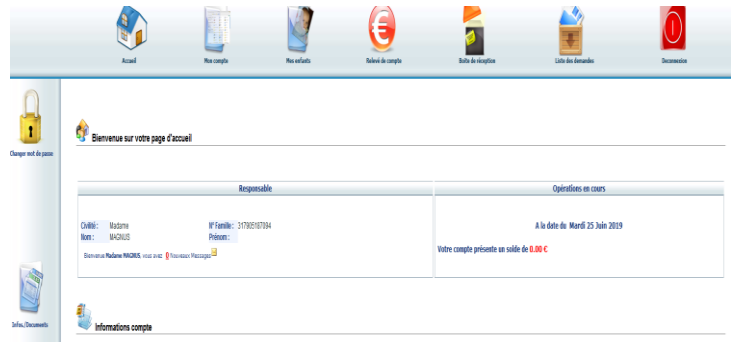 Accueil
Mon compte
Mes enfants
Relevé de compte
Boîte de réception
Liste des demandes
Deconnexion
Changer mot de passe
Bienvenue sur votre page d'accueil
Responsable
Opérations en cours
Civilité : Madame N° Famille : 317905187094
Nom : MAGNUS Prénom :
Bienvenue Madame MAGNUS, vous avez 0 Nouveaux Messages
A la date du Mardi 25 Juin 2019
Votre compte présente un solde de 0.00 €
Infos./Documents
Informations compte